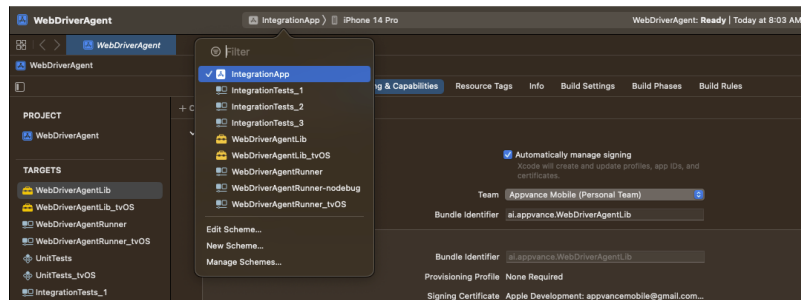 WebDriverAgent
IntegrationApp 〉 iPhone 14 Pro
WebDriverAgent: Ready | Today at 8:03 AM
WebDriverAgent
WebDriverAgent
Filter
IntegrationApp
IntegrationTests_1
IntegrationTests_2
IntegrationTests_3
WebDriverAgentLib
WebDriverAgentLib_tvOS
WebDriverAgentRunner
WebDriverAgentRunner-nodebug
WebDriverAgentRunner_tvOS
Edit Scheme...
New Scheme...
Manage Schemes...
PROJECT
WebDriverAgent
TARGETS
WebDriverAgentLib
WebDriverAgentLib_tvOS
WebDriverAgentRunner
WebDriverAgentRunner_tvOS
UnitTests
UnitTests_tvOS
IntegrationTests_1
+ C
ng & Capabilities Resource Tags Info Build Settings Build Phases Build Rules
Automatically manage signing
Xcode will create and update profiles, app IDs, and
certificates.
Team Appvance Mobile (Personal Team)
Bundle Identifier ai.appvance.WebDriverAgentLib
Bundle Identifier ai.appvance.WebDriverAgentLib
Provisioning Profile None Required
Signing Certificate Apple Development: appvancemobile@gmail.com...